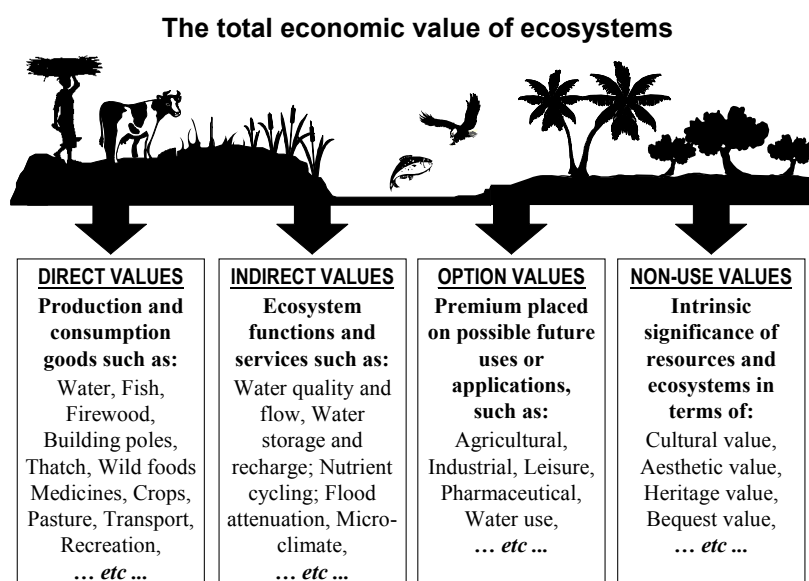 The total economic value of ecosystems
DIRECT VALUES
Production and
consumption
goods such as:
Water, Fish,
Firewood,
Building poles,
Thatch, Wild foods
Medicines, Crops,
Pasture, Transport,
Recreation,
… etc ...
INDIRECT VALUES
Ecosystem
functions and
services such as:
Water quality and
flow, Water
storage and
recharge; Nutrient
cycling; Flood
attenuation, Micro-
climate,
… etc ...
OPTION VALUES
Premium placed
on possible future
uses or
applications,
such as:
Agricultural,
Industrial, Leisure,
Pharmaceutical,
Water use,
… etc ...
NON-USE VALUES
Intrinsic
significance of
resources and
ecosystems in
terms of:
Cultural value,
Aesthetic value,
Heritage value,
Bequest value,
… etc ...